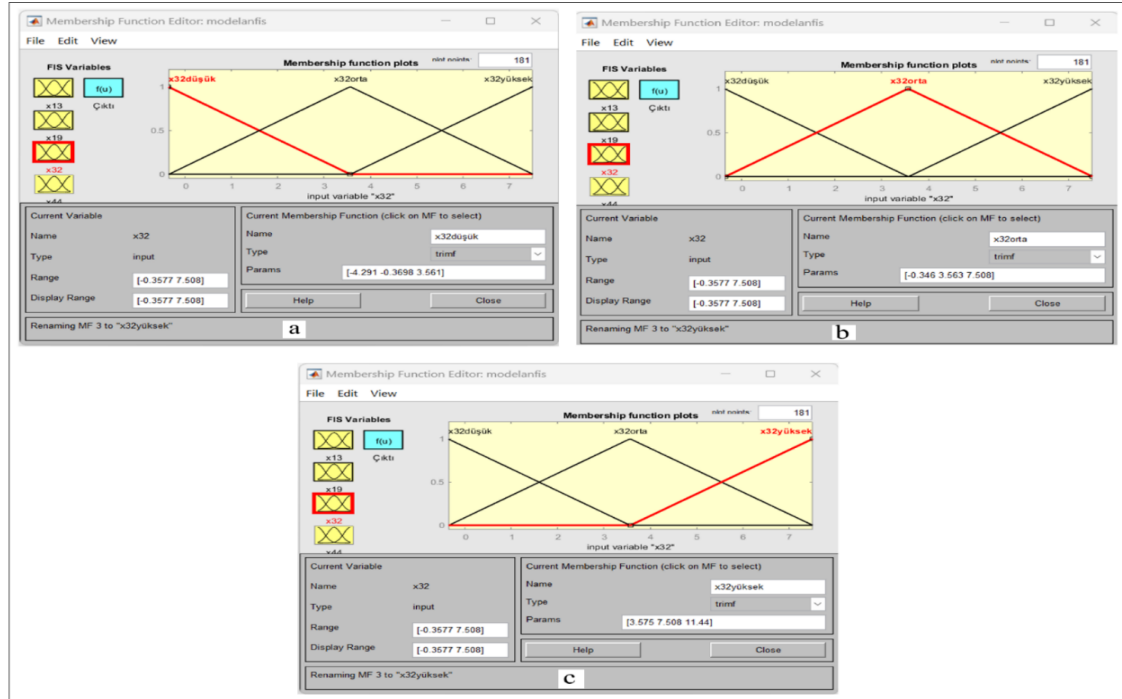 Membership Function Editor: modelanfis
File Edit View
FIS Variables
Membership function plots plot points: 181
f(u)
x13
Çıktı
x19
x32
x44
x32düşük x32orta x32yüksek
1
0.5
0
0 1 2 3 4 5 6 7
input variable "x32"
Current Variable
Name x32
Type input
Range [-0.3577 7.508]
Display Range [-0.3577 7.508]
Current Membership Function (click on MF to select)
Name x32düşük
Type trimf
Params [-4.291 -0.3698 3.561]
Help Close
Renaming MF 3 to "x32yüksek"
a
Membership Function Editor: modelanfis
File Edit View
FIS Variables
Membership function plots plot points: 181
f(u)
x13
Çıktı
x19
x32
x44
x32düşük x32orta x32yüksek
1
0.5
0
0 1 2 3 4 5 6 7
input variable "x32"
Current Variable
Name x32
Type input
Range [-0.3577 7.508]
Display Range [-0.3577 7.508]
Current Membership Function (click on MF to select)
Name x32orta
Type trimf
Params [-0.346 3.563 7.508]
Help Close
Renaming MF 3 to "x32yüksek"
b
Membership Function Editor: modelanfis
File Edit View
FIS Variables
Membership function plots plot points: 181
f(u)
x13
Çıktı
x19
x32
x44
x32düşük x32orta x32yüksek
1
0.5
0
0 1 2 3 4 5 6 7
input variable "x32"
Current Variable
Name x32
Type input
Range [-0.3577 7.508]
Display Range [-0.3577 7.508]
Current Membership Function (click on MF to select)
Name x32yüksek
Type trimf
Params [3.575 7.508 11.44]
Help Close
Renaming MF 3 to "x32yüksek"
c